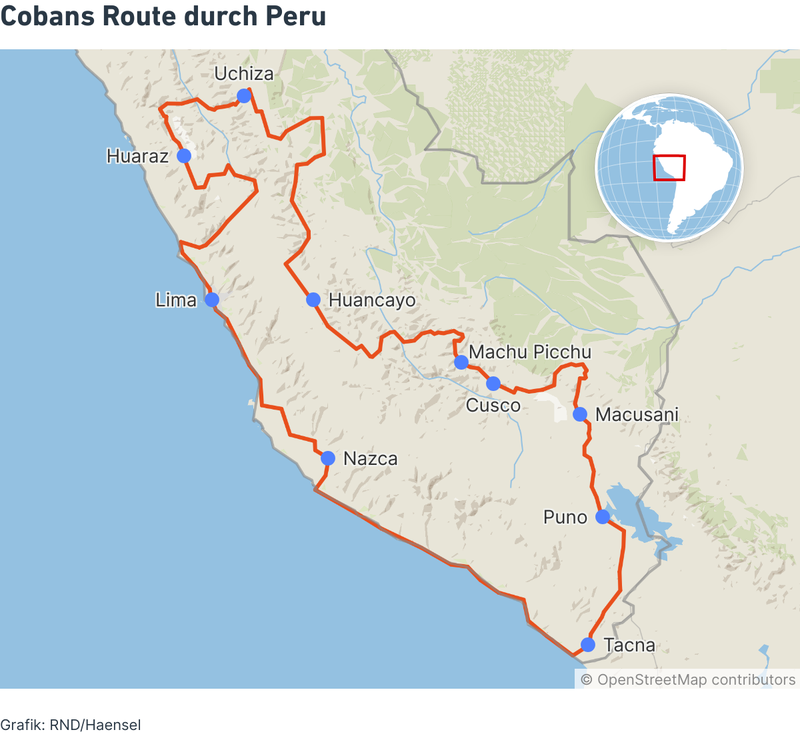 Cobans Route durch Peru
Uchiza
Huaraz
Lima
Huancayo
Machu Picchu
Cusco
Macusani
Nazca
Puno
Tacna
© OpenStreetMap contributors
Grafik: RND/Haensel